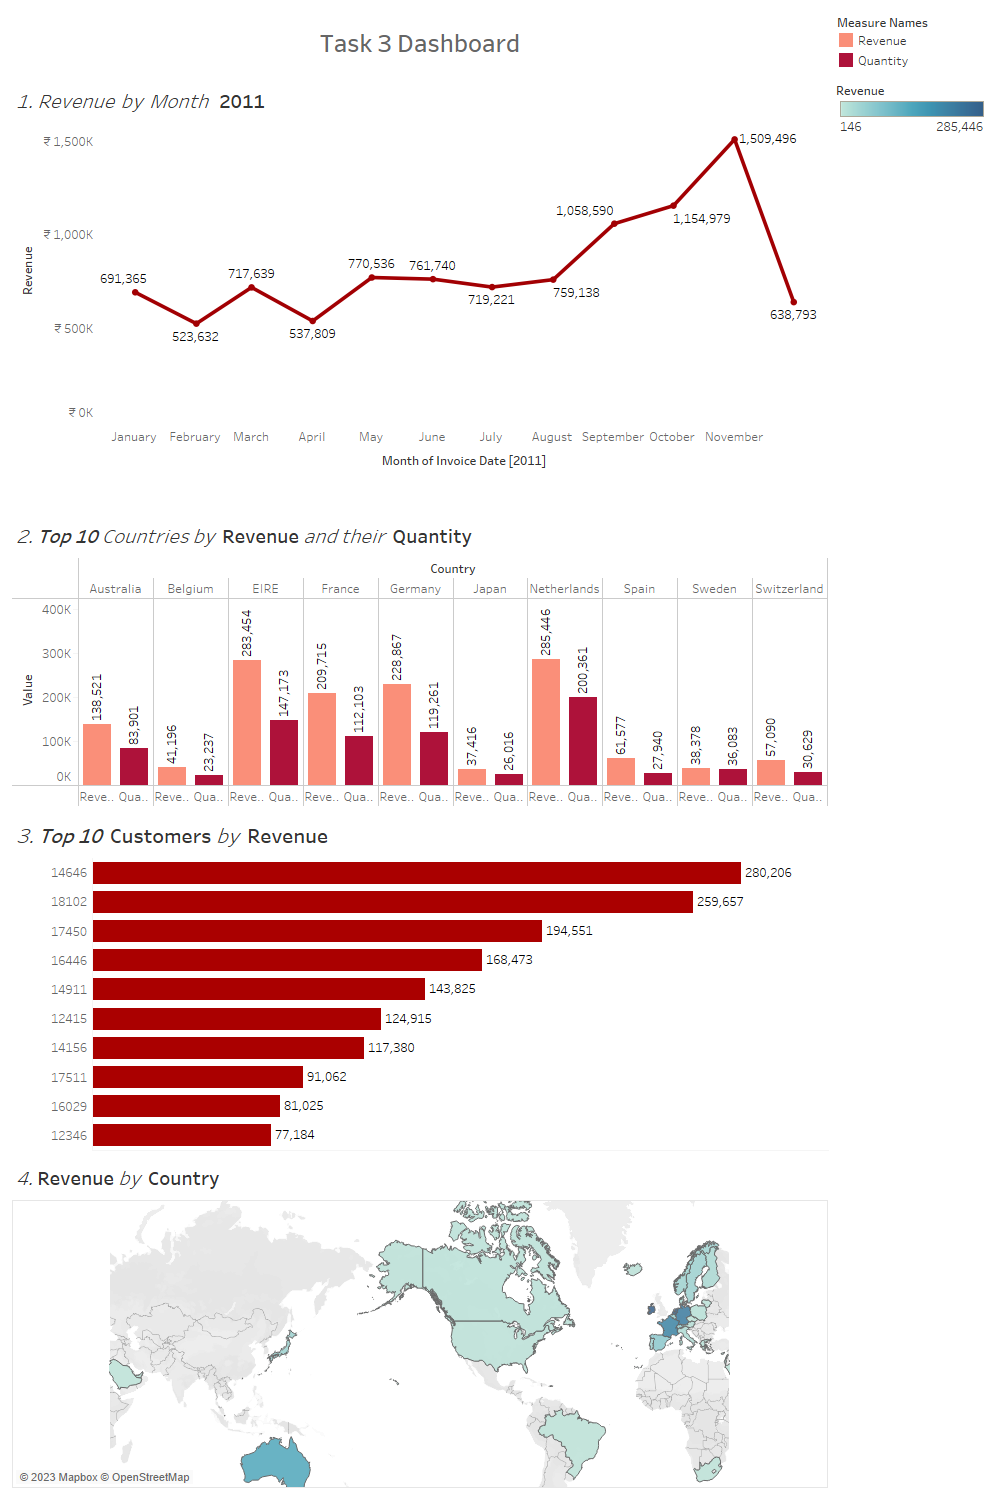 Task 3 Dashboard
Measure Names
Revenue
Quantity
Revenue
146 285,446
1. Revenue by Month 2011
₹ 1,500K
₹ 1,000K
₹ 500K
₹ 0K
Revenue
691,365
523,632
717,639
537,809
770,536
761,740
719,221
759,138
1,058,590
1,154,979
1,509,496
638,793
January February March April May June July August September October November
Month of Invoice Date [2011]
2. Top 10 Countries by Revenue and their Quantity
Country
Australia Belgium EIRE France Germany Japan Netherlands Spain Sweden Switzerland
400K
300K
200K
100K
0K
Value
138,521 83,901 41,196 23,237 283,454 147,173 209,715 112,103 228,867 119,261 37,416 26,016 285,446 200,361 61,577 27,940 38,378 36,083 57,090 30,629
Reve.. Qua.. Reve.. Qua.. Reve.. Qua.. Reve.. Qua.. Reve.. Qua.. Reve.. Qua.. Reve.. Qua.. Reve.. Qua.. Reve.. Qua.. Reve.. Qua..
3. Top 10 Customers by Revenue
14646 280,206
18102 259,657
17450 194,551
16446 168,473
14911 143,825
12415 124,915
14156 117,380
17511 91,062
16029 81,025
12346 77,184
4. Revenue by Country
© 2023 Mapbox © OpenStreetMap